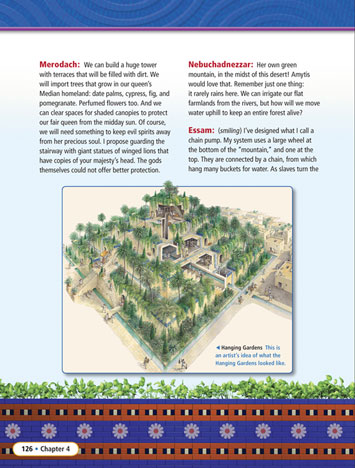 Merodach: We can build a huge tower
with terraces that will be filled with dirt. We
will import trees that grow in our queen's
Median homeland: date palms, cypress, fig, and
pomegranate. Perfumed flowers too. And we
can clear spaces for shaded canopies to protect
our fair queen from the midday sun. Of course,
we will need something to keep evil spirits away
from her precious soul. I propose guarding the
stairway with giant statues of winged lions that
have copies of your majesty's head. The gods
themselves could not offer better protection.
Nebuchadnezzar: Her own green
mountain, in the midst of this desert! Amytis
would love that. Remember just one thing:
it rarely rains here. We can irrigate our flat
farmlands from the rivers, but how will we move
water uphill to keep an entire forest alive?
Essam: (smiling) I've designed what I call a
chain pump. My system uses a large wheel at
the bottom of the "mountain," and one at the
top. They are connected by a chain, from which
hang many buckets for water. As slaves turn the
◀ Hanging Gardens This is
an artist's idea of what the
Hanging Gardens looked like.
126 • Chapter 4